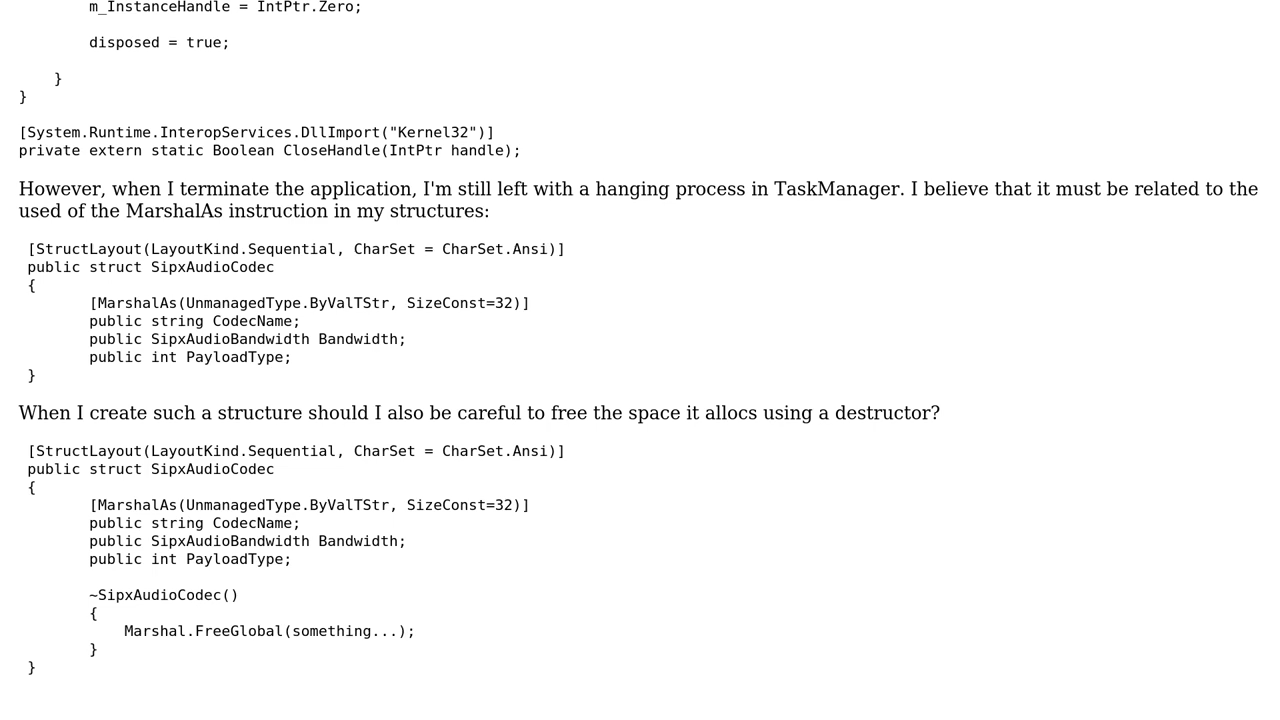 m_InstanceHandle = IntPtr.Zero;
disposed = true;
}
}
[System.Runtime.InteropServices.DllImport("Kernel32")]
private extern static Boolean CloseHandle(IntPtr handle);
However, when I terminate the application, I'm still left with a hanging process in TaskManager. I believe that it must be related to the
used of the MarshalAs instruction in my structures:
[StructLayout(LayoutKind.Sequential, CharSet = CharSet.Ansi)]
public struct SipxAudioCodec
{
[MarshalAs(UnmanagedType.ByValTStr, SizeConst=32)]
public string CodecName;
public SipxAudioBandwidth Bandwidth;
public int PayloadType;
}
When I create such a structure should I also be careful to free the space it allocs using a destructor?
[StructLayout(LayoutKind.Sequential, CharSet = CharSet.Ansi)]
public struct SipxAudioCodec
{
[MarshalAs(UnmanagedType.ByValTStr, SizeConst=32)]
public string CodecName;
public SipxAudioBandwidth Bandwidth;
public int PayloadType;
~SipxAudioCodec()
{
Marshal.FreeGlobal(something...);
}
}